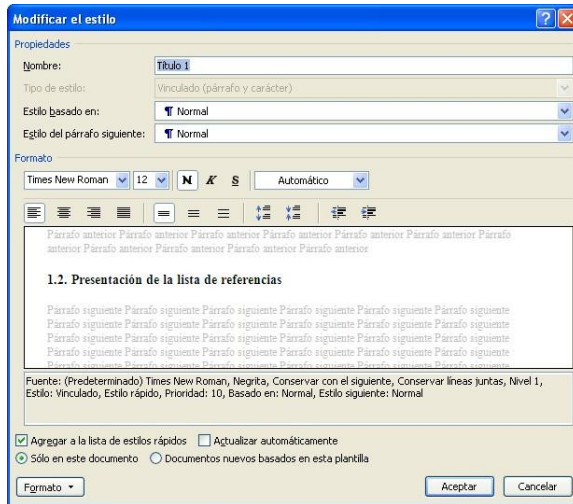 Modificar el estilo
Propiedades
Nombre: Título 1
Tipo de estilo: Vinculado (párrafo y carácter)
Estilo basado en: ¶ Normal
Estilo del párrafo siguiente: ¶ Normal
Formato
Times New Roman 12 N K S Automático
Párrafo anterior Párrafo anterior Párrafo anterior Párrafo anterior Párrafo anterior Párrafo anterior Párrafo
anterior Párrafo anterior Párrafo anterior Párrafo anterior Párrafo anterior
1.2. Presentación de la lista de referencias
Párrafo siguiente Párrafo siguiente Párrafo siguiente Párrafo siguiente Párrafo siguiente Párrafo siguiente
Párrafo siguiente Párrafo siguiente Párrafo siguiente Párrafo siguiente Párrafo siguiente Párrafo siguiente
Párrafo siguiente Párrafo siguiente Párrafo siguiente Párrafo siguiente Párrafo siguiente Párrafo siguiente
Párrafo siguiente Párrafo siguiente Párrafo siguiente Párrafo siguiente Párrafo siguiente Párrafo siguiente
Párrafo siguiente Párrafo siguiente Párrafo siguiente Párrafo siguiente Párrafo siguiente Párrafo siguiente
Fuente: (Predeterminado) Times New Roman, Negrita, Conservar con el siguiente, Conservar líneas juntas, Nivel 1,
Estilo: Vinculado, Estilo rápido, Prioridad: 10, Basado en: Normal, Estilo siguiente: Normal
Agregar a la lista de estilos rápidos Actualizar automáticamente
Sólo en este documento Documentos nuevos basados en esta plantilla
Formato Aceptar Cancelar